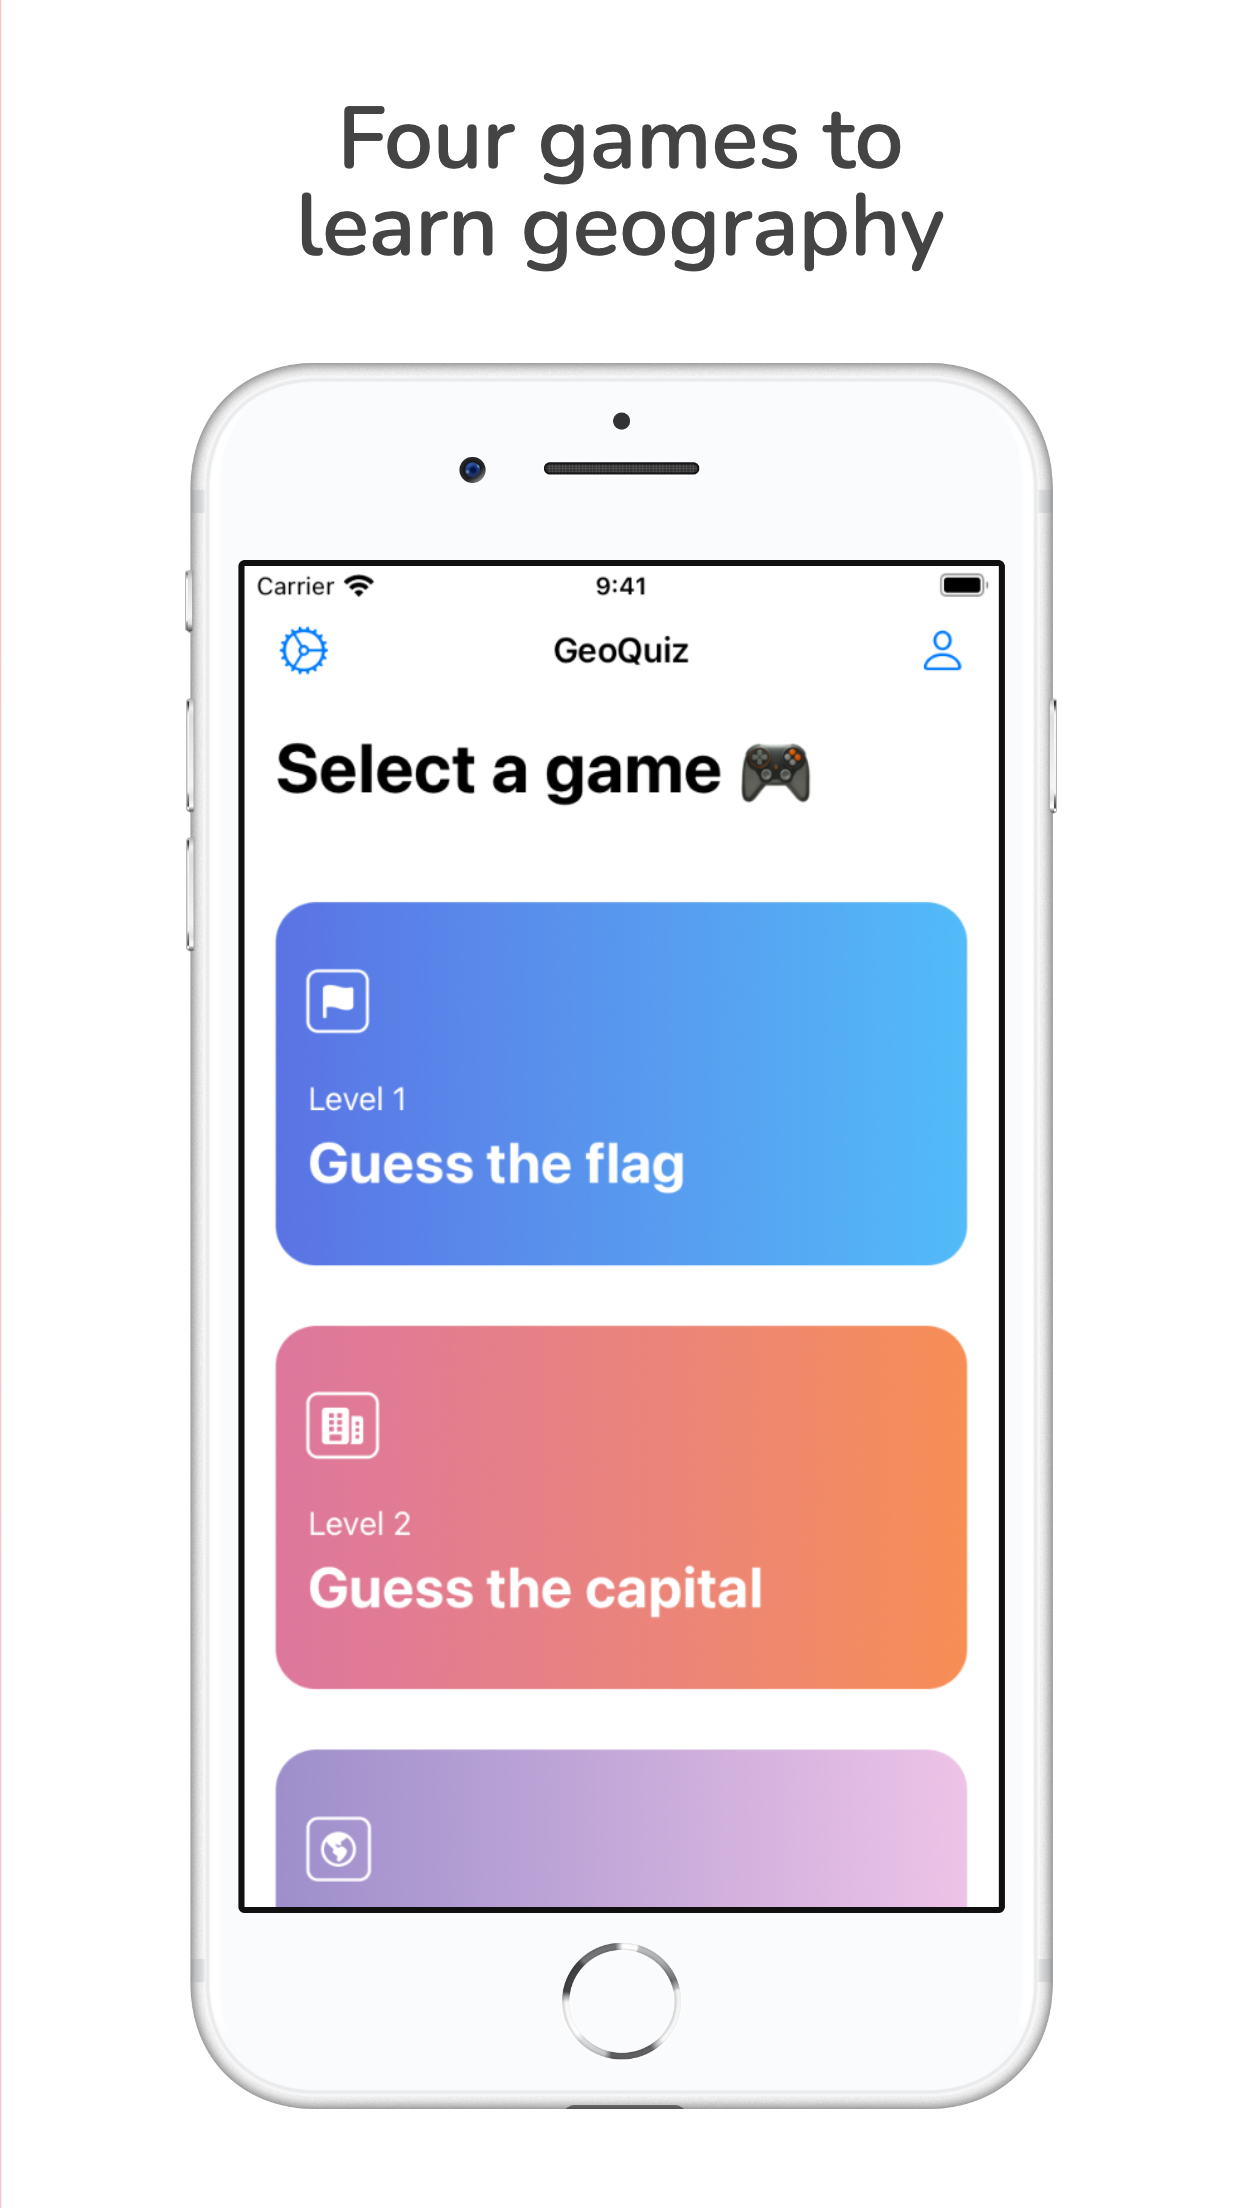 Four games to
learn geography
Carrier 9:41
GeoQuiz
Select a game 🎮
Level 1
Guess the flag
Level 2
Guess the capital